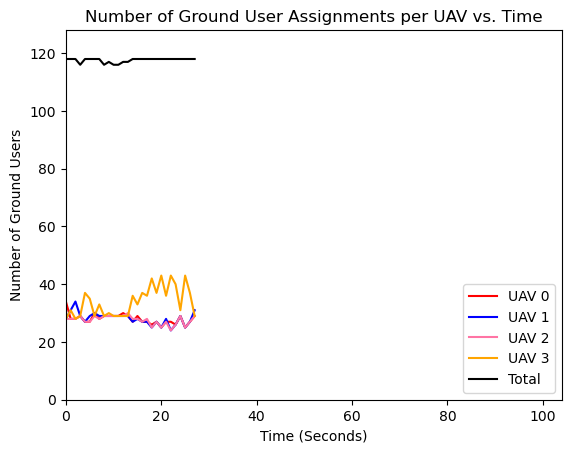 Number of Ground User Assignments per UAV vs. Time
Number of Ground Users
120
100
80
60
40
20
0
0 20 40 60 80 100
Time (Seconds)
UAV 0
UAV 1
UAV 2
UAV 3
Total